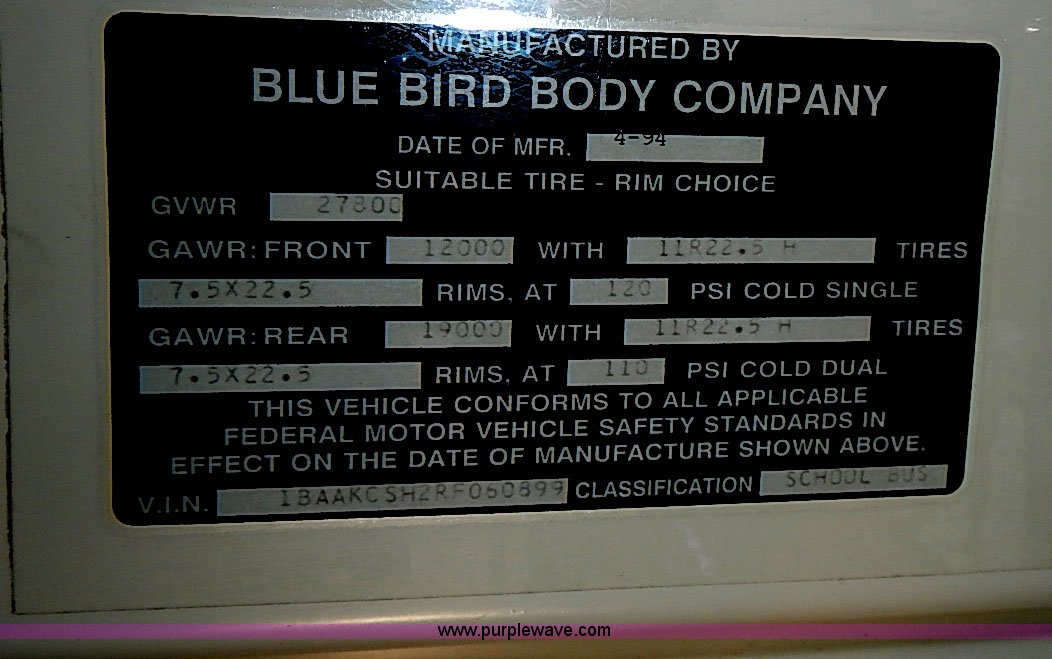 MANUFACTURED BY
BLUE BIRD BODY COMPANY
DATE OF MFR. 4-94
SUITABLE TIRE - RIM CHOICE
GVWR 27800
GAWR: FRONT 12000 WITH 11R22.5 H TIRES
7.5X22.5 RIMS, AT 120 PSI COLD SINGLE
GAWR: REAR 19000 WITH 11R22.5 H TIRES
7.5X22.5 RIMS, AT 110 PSI COLD DUAL
THIS VEHICLE CONFORMS TO ALL APPLICABLE
FEDERAL MOTOR VEHICLE SAFETY STANDARDS IN
EFFECT ON THE DATE OF MANUFACTURE SHOWN ABOVE.
V.I.N. 1BAAKCSH2RF060899 CLASSIFICATION SCHOOL BUS
www.purplewave.com